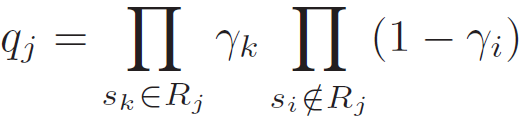 q_j = ∏_{s_k∈R_j} γ_k ∏_{s_i∉R_j} (1 − γ_i)